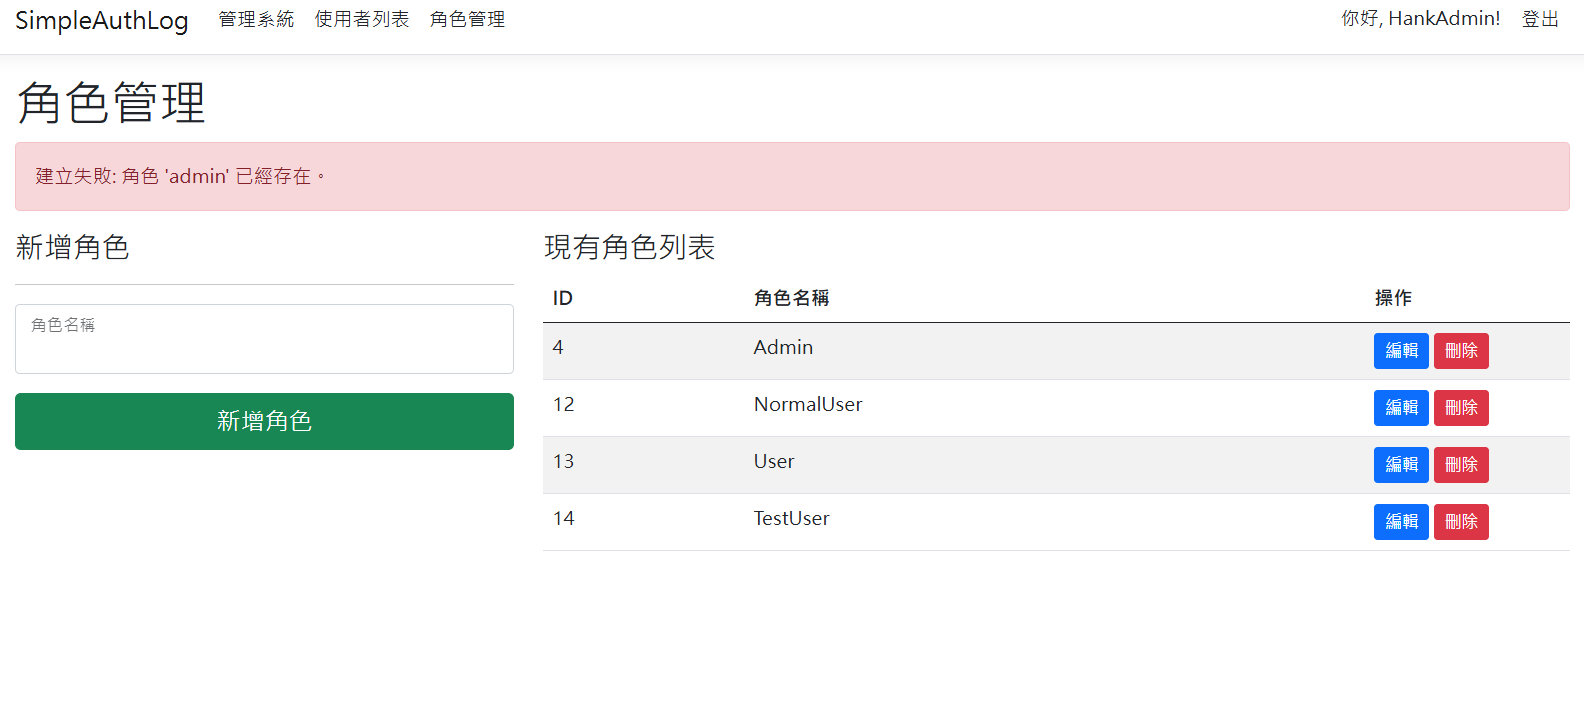 SimpleAuthLog 管理系統 使用者列表 角色管理 你好, HankAdmin! 登出
角色管理
建立失敗: 角色 'admin' 已經存在。
新增角色
角色名稱
新增角色
現有角色列表
ID 角色名稱 操作
4 Admin 編輯 刪除
12 NormalUser 編輯 刪除
13 User 編輯 刪除
14 TestUser 編輯 刪除